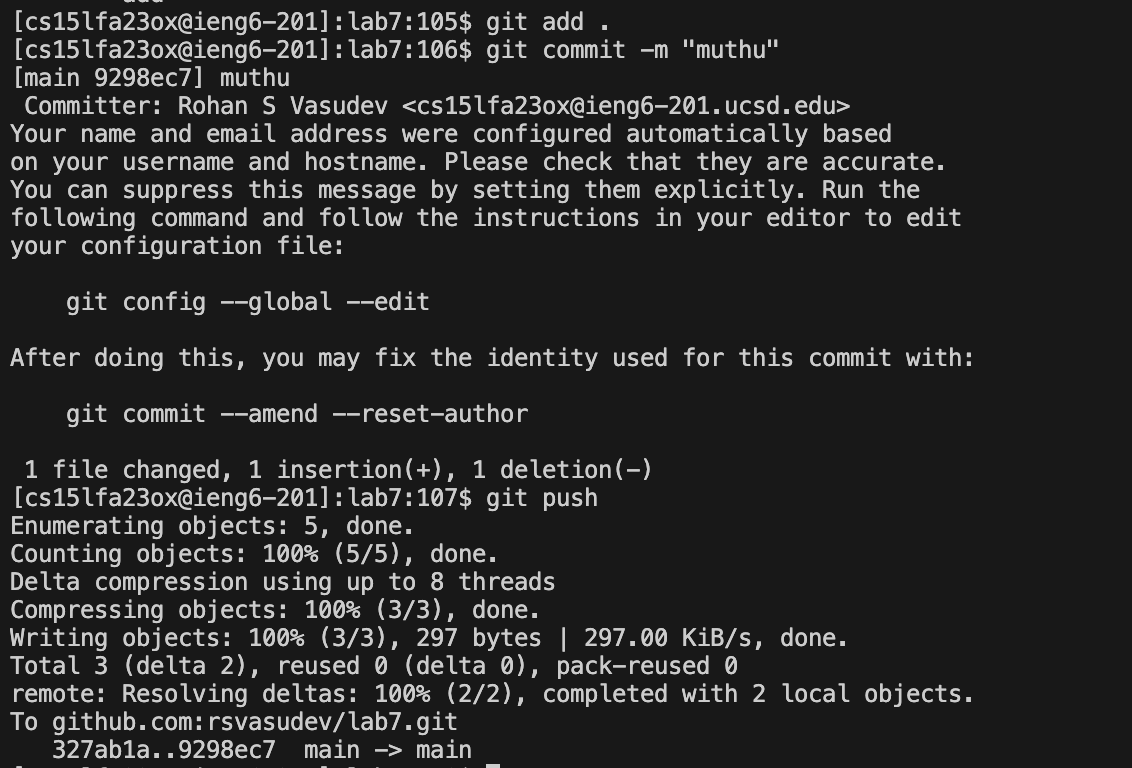 [cs15lfa23ox@ieng6-201]:lab7:105$ git add .
[cs15lfa23ox@ieng6-201]:lab7:106$ git commit -m "muthu"
[main 9298ec7] muthu
 Committer: Rohan S Vasudev <cs15lfa23ox@ieng6-201.ucsd.edu>
Your name and email address were configured automatically based
on your username and hostname. Please check that they are accurate.
You can suppress this message by setting them explicitly. Run the
following command and follow the instructions in your editor to edit
your configuration file:

    git config --global --edit

After doing this, you may fix the identity used for this commit with:

    git commit --amend --reset-author

 1 file changed, 1 insertion(+), 1 deletion(-)
[cs15lfa23ox@ieng6-201]:lab7:107$ git push
Enumerating objects: 5, done.
Counting objects: 100% (5/5), done.
Delta compression using up to 8 threads
Compressing objects: 100% (3/3), done.
Writing objects: 100% (3/3), 297 bytes | 297.00 KiB/s, done.
Total 3 (delta 2), reused 0 (delta 0), pack-reused 0
remote: Resolving deltas: 100% (2/2), completed with 2 local objects.
To github.com:rsvasudev/lab7.git
   327ab1a..9298ec7  main -> main